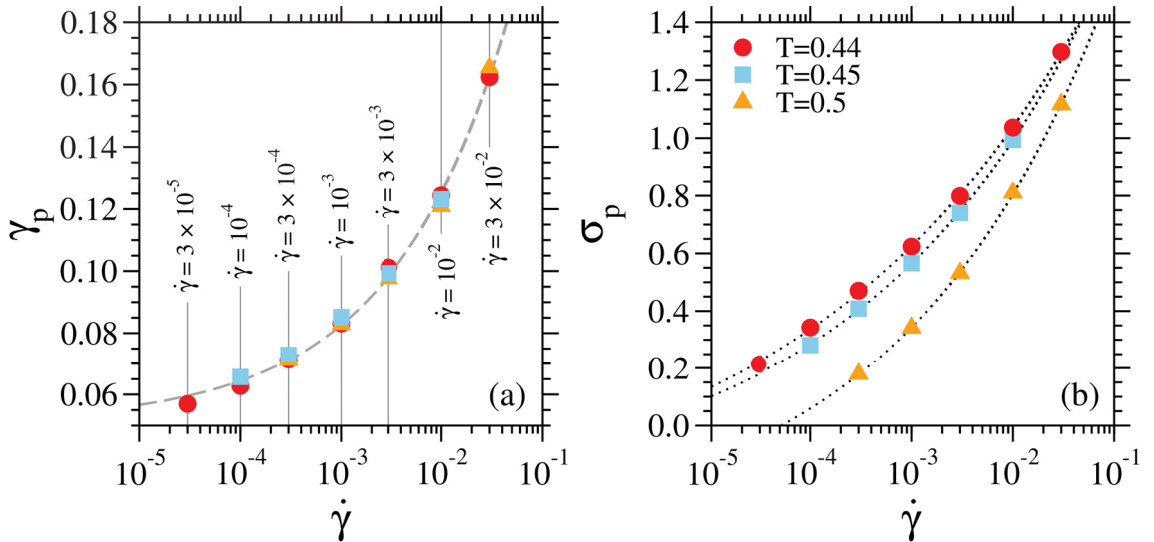 0.18
0.16
0.14
0.12
0.10
0.08
0.06
γp
γ̇ = 3 × 10⁻⁵
γ̇ = 10⁻⁴
γ̇ = 3 × 10⁻⁴
γ̇ = 10⁻³
γ̇ = 3 × 10⁻³
γ̇ = 10⁻²
γ̇ = 3 × 10⁻²
(a)
10⁻⁵ 10⁻⁴ 10⁻³ 10⁻² 10⁻¹
γ̇
1.4
1.2
1.0
0.8
0.6
0.4
0.2
0.0
σp
T=0.44
T=0.45
T=0.5
(b)
10⁻⁵ 10⁻⁴ 10⁻³ 10⁻² 10⁻¹
γ̇